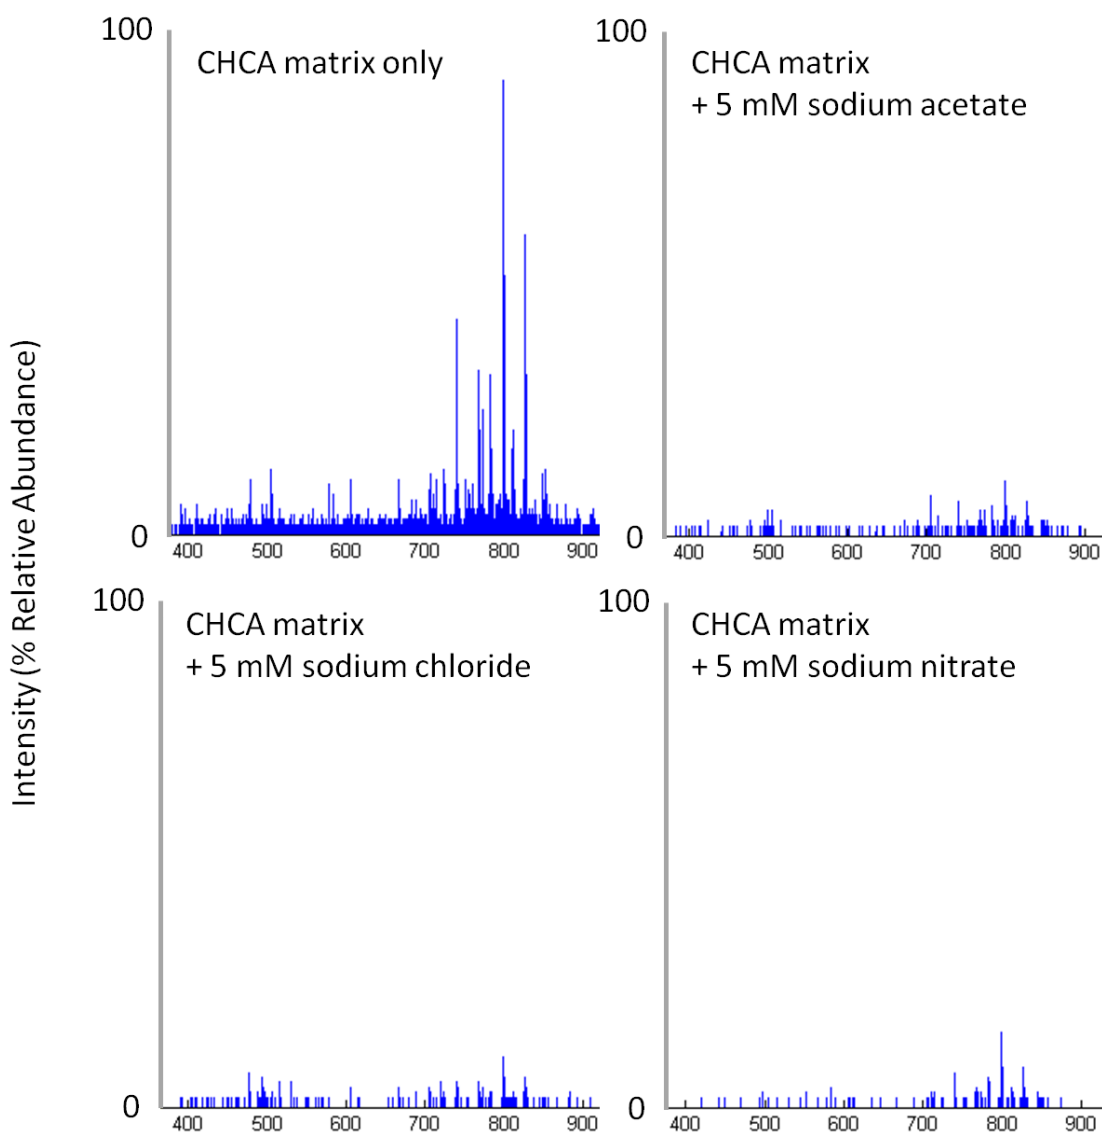 Intensity (% Relative Abundance)
100
CHCA matrix only
0
400 500 600 700 800 900
100
CHCA matrix
+ 5 mM sodium acetate
0
400 500 600 700 800 900
100
CHCA matrix
+ 5 mM sodium chloride
0
400 500 600 700 800 900
100
CHCA matrix
+ 5 mM sodium nitrate
0
400 500 600 700 800 900